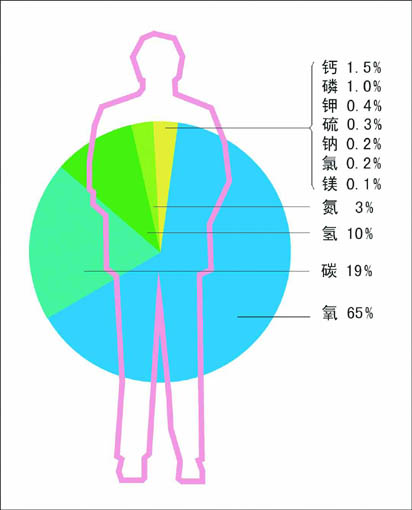 钙 1.5%
磷 1.0%
钾 0.4%
硫 0.3%
钠 0.2%
氯 0.2%
镁 0.1%
氮 3%
氢 10%
碳 19%
氧 65%